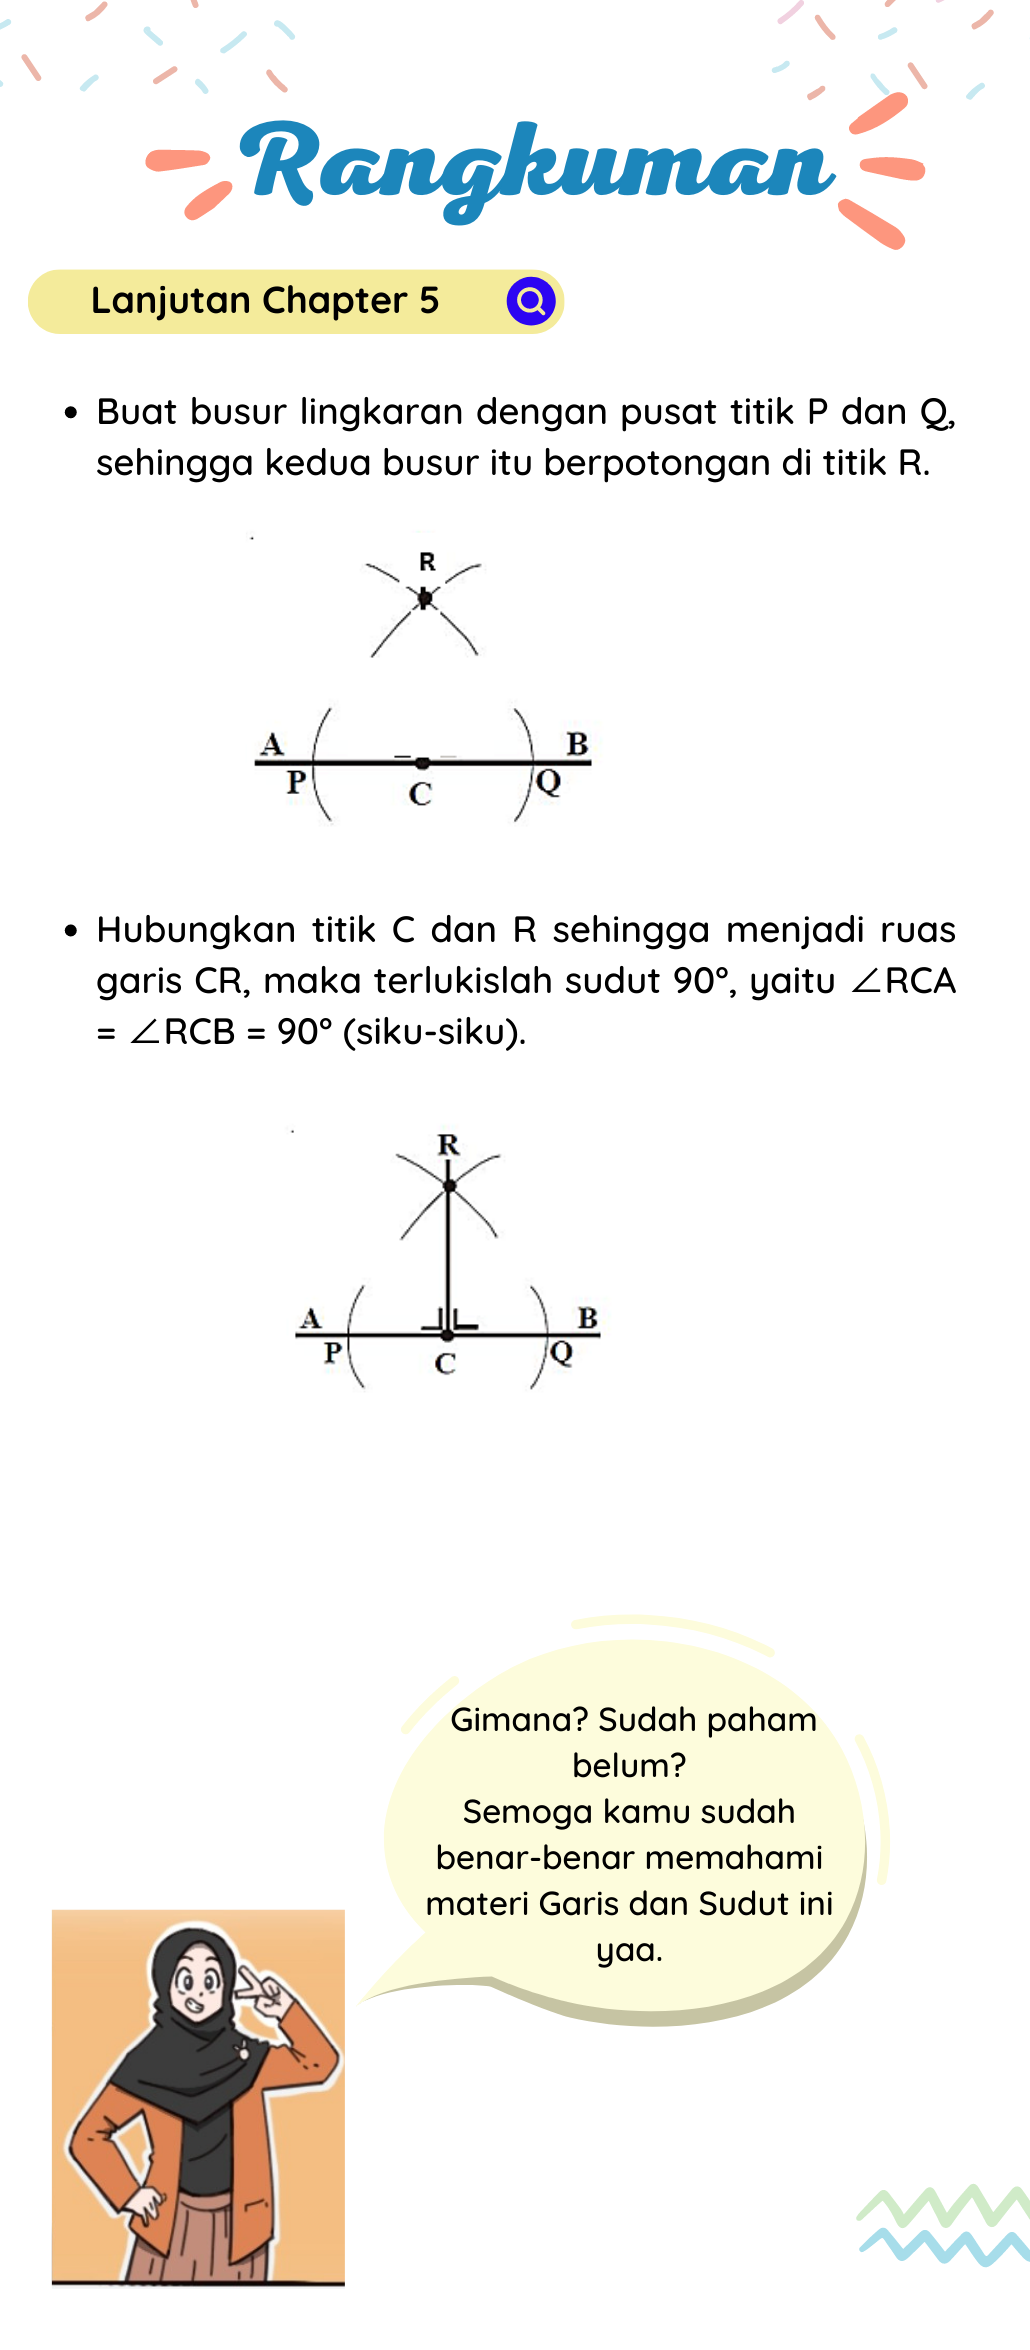 Rangkuman
Lanjutan Chapter 5
• Buat busur lingkaran dengan pusat titik P dan Q,
sehingga kedua busur itu berpotongan di titik R.
R
A B
P C Q
• Hubungkan titik C dan R sehingga menjadi ruas
garis CR, maka terlukislah sudut 90°, yaitu ∠RCA
= ∠RCB = 90° (siku-siku).
R
A B
P C Q
Gimana? Sudah paham
belum?
Semoga kamu sudah
benar-benar memahami
materi Garis dan Sudut ini
yaa.